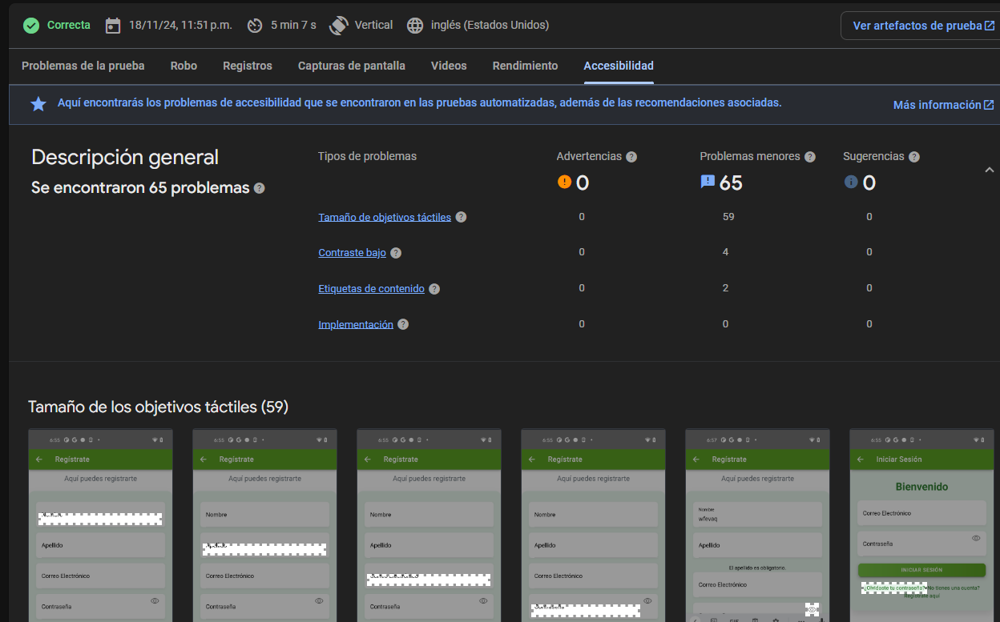 Correcta 18/11/24, 11:51 p.m. 5 min 7 s Vertical inglés (Estados Unidos) Ver artefactos de prueba
Problemas de la prueba Robo Registros Capturas de pantalla Videos Rendimiento Accesibilidad
Aquí encontrarás los problemas de accesibilidad que se encontraron en las pruebas automatizadas, además de las recomendaciones asociadas. Más información
Descripción general
Se encontraron 65 problemas
Tipos de problemas Advertencias Problemas menores Sugerencias
0 65 0
Tamaño de objetivos táctiles 0 59 0
Contraste bajo 0 4 0
Etiquetas de contenido 0 2 0
Implementación 0 0 0
Tamaño de los objetivos táctiles (59)
6:55
Regístrate
Aquí puedes registrarte
Apellido
Correo Electrónico
Contraseña
6:55
Regístrate
Aquí puedes registrarte
Nombre
Correo Electrónico
Contraseña
6:55
Regístrate
Aquí puedes registrarte
Nombre
Apellido
Contraseña
6:55
Regístrate
Aquí puedes registrarte
Nombre
Apellido
Correo Electrónico
6:57
Regístrate
Aquí puedes registrarte
Nombre
wfevaq
Apellido
El apellido es obligatorio.
Correo Electrónico
GIF
6:55
Iniciar Sesión
Bienvenido
Correo Electrónico
Contraseña
INICIAR SESIÓN
¿Olvidaste tu contraseña? No tienes una cuenta?
Regístrate aquí